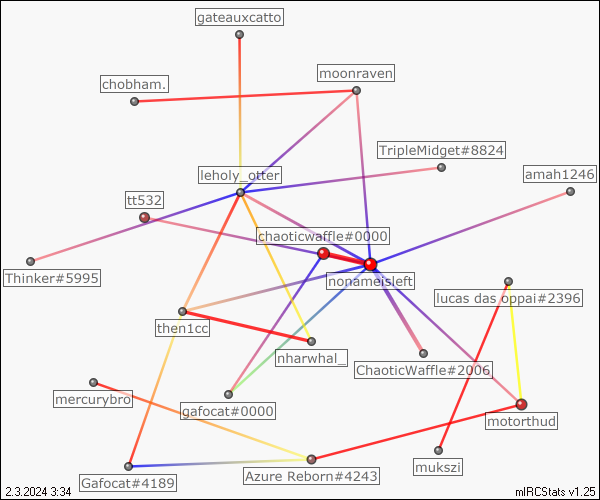 gateauxcatto
moonraven
chobham.
TripleMidget#8824
leholy_otter
amah1246
tt532
chaoticwaffle#0000
Thinker#5995
nonameisleft
lucas das oppai#2396
then1cc
nharwhal_
ChaoticWaffle#2006
mercurybro
gafocat#0000
motorthud
mukszi
Azure Reborn#4243
Gafocat#4189
2.3.2024 3:34
mIRCStats v1.25